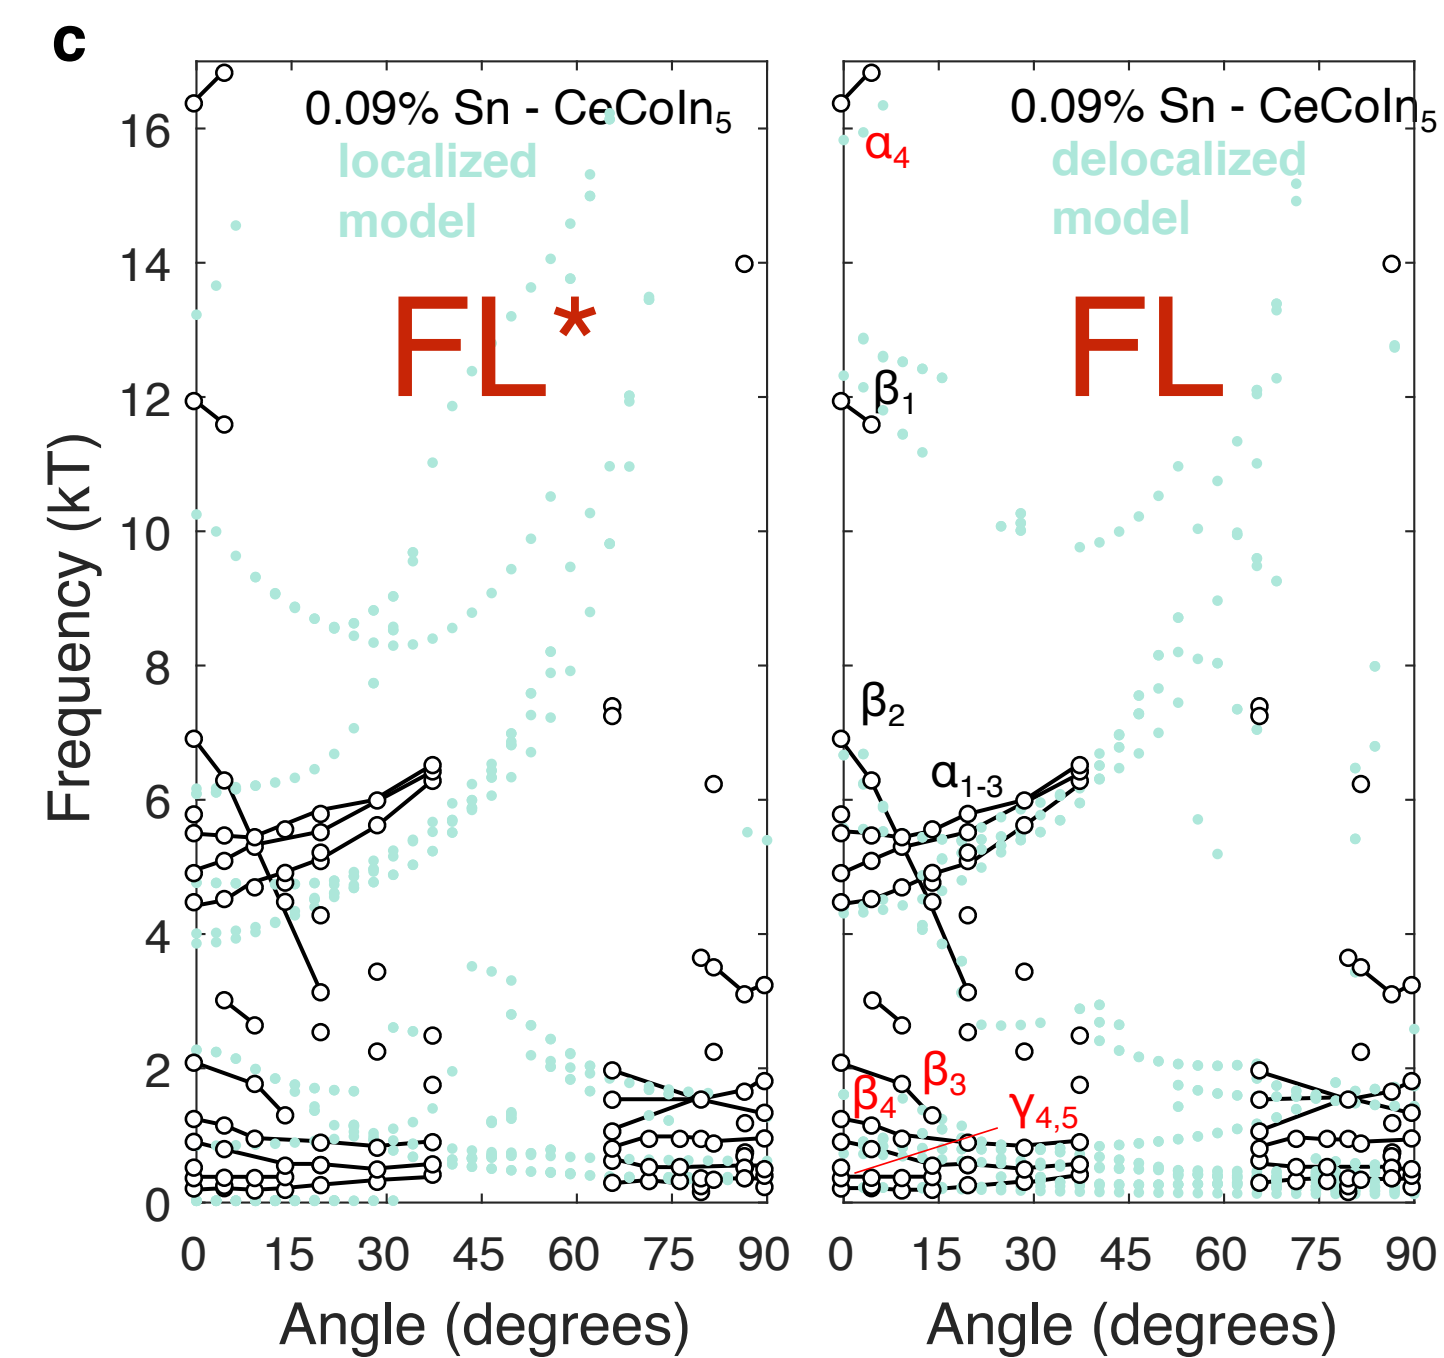 c
0.09% Sn - CeCoIn5
localized
model
FL*
Frequency (kT)
16
14
12
10
8
6
4
2
0
0 15 30 45 60 75 90
Angle (degrees)
0.09% Sn - CeCoIn5
α4
delocalized
model
FL
β1
β2
α1-3
β3
β4
γ4,5
0 15 30 45 60 75 90
Angle (degrees)